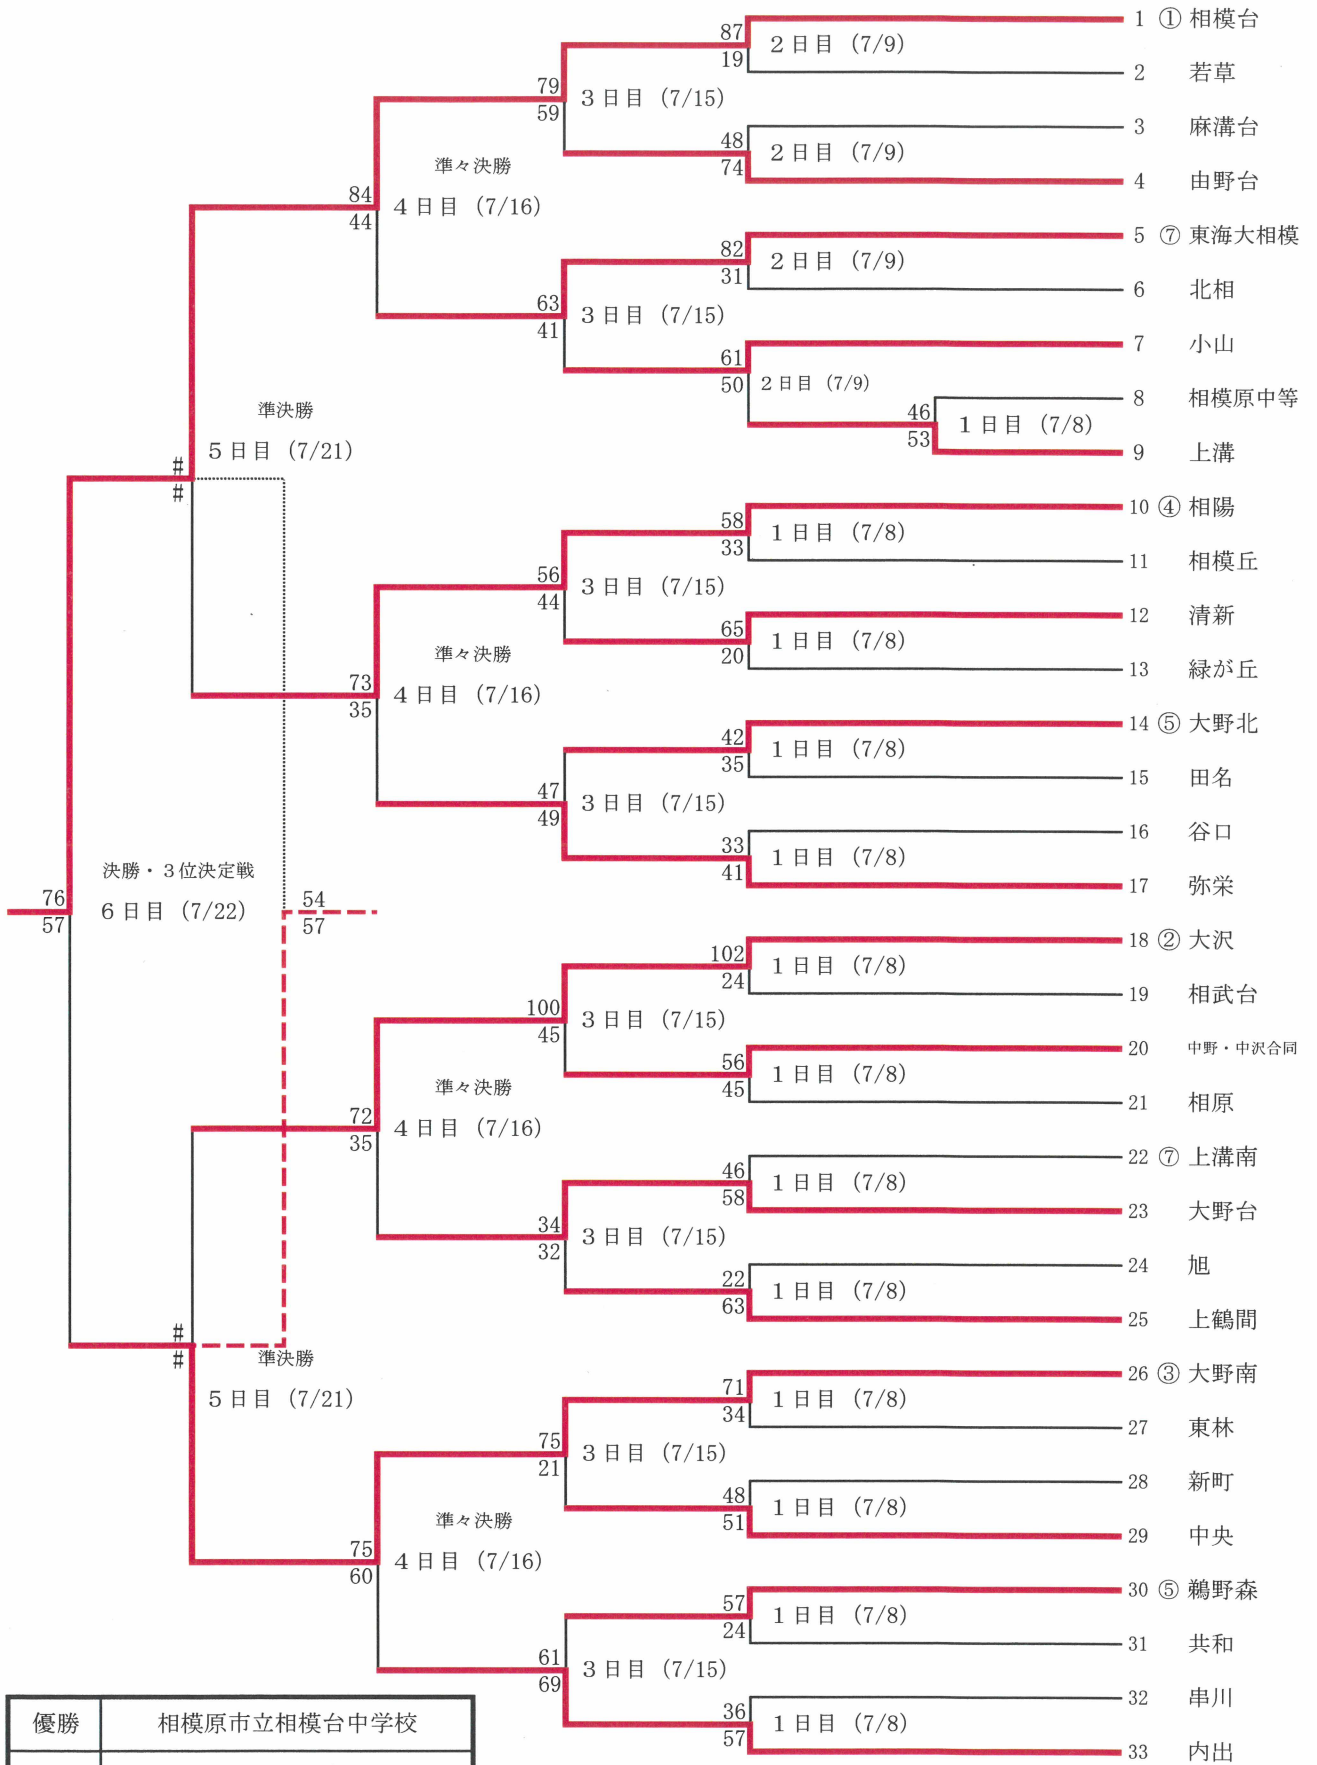 1 ① 相模台
87
19
2日目 (7/9)
2 若草
79
59
3日目 (7/15)
3 麻溝台
48
74
2日目 (7/9)
4 由野台
準々決勝
84
44
4日目 (7/16)
5 ⑦ 東海大相模
82
31
2日目 (7/9)
6 北相
63
41
3日目 (7/15)
7 小山
61
50
2日目 (7/9)
8 相模原中等
46
53
1日目 (7/8)
9 上溝
準決勝
5日目 (7/21)
#
#
10 ④ 相陽
58
33
1日目 (7/8)
11 相模丘
56
44
3日目 (7/15)
12 清新
65
20
1日目 (7/8)
13 緑が丘
準々決勝
73
35
4日目 (7/16)
14 ⑤ 大野北
42
35
1日目 (7/8)
15 田名
47
49
3日目 (7/15)
16 谷口
33
41
1日目 (7/8)
17 弥栄
決勝・3位決定戦
76
57
6日目 (7/22)
54
57
18 ② 大沢
102
24
1日目 (7/8)
19 相武台
100
45
3日目 (7/15)
20 中野・中沢合同
56
45
1日目 (7/8)
21 相原
準々決勝
72
35
4日目 (7/16)
22 ⑦ 上溝南
46
58
1日目 (7/8)
23 大野台
34
32
3日目 (7/15)
24 旭
22
63
1日目 (7/8)
25 上鶴間
#
#
準決勝
5日目 (7/21)
26 ③ 大野南
71
34
1日目 (7/8)
27 東林
75
21
3日目 (7/15)
28 新町
48
51
1日目 (7/8)
29 中央
準々決勝
75
60
4日目 (7/16)
30 ⑤ 鵜野森
57
24
1日目 (7/8)
31 共和
61
69
3日目 (7/15)
32 串川
36
57
1日目 (7/8)
33 内出
優勝 相模原市立相模台中学校